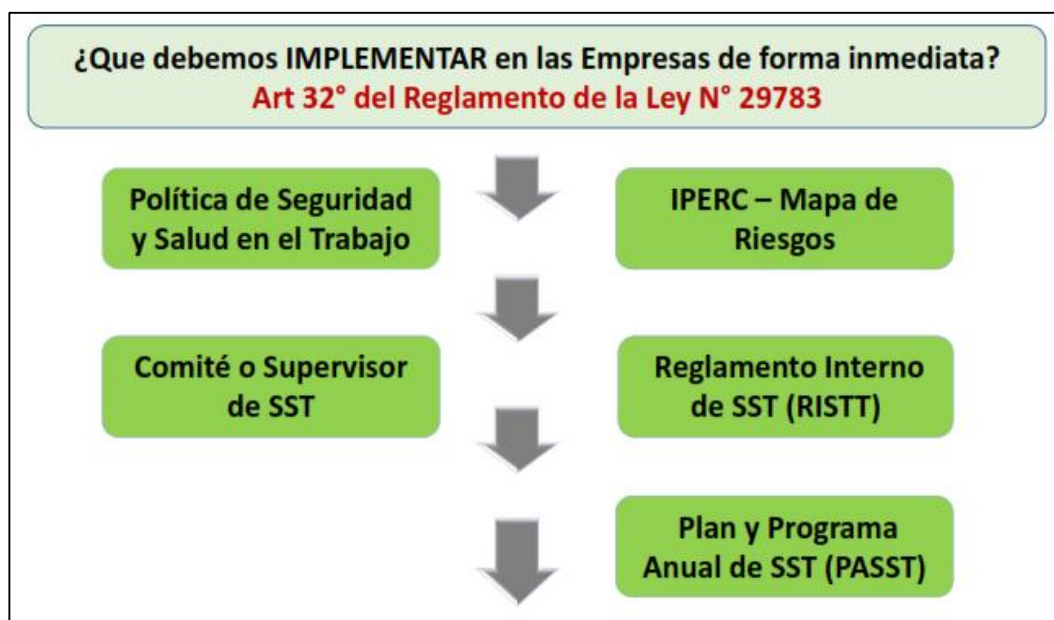 ¿Que debemos IMPLEMENTAR en las Empresas de forma inmediata?
Art 32° del Reglamento de la Ley N° 29783
Política de Seguridad
y Salud en el Trabajo
IPERC – Mapa de
Riesgos
Comité o Supervisor
de SST
Reglamento Interno
de SST (RISTT)
Plan y Programa
Anual de SST (PASST)